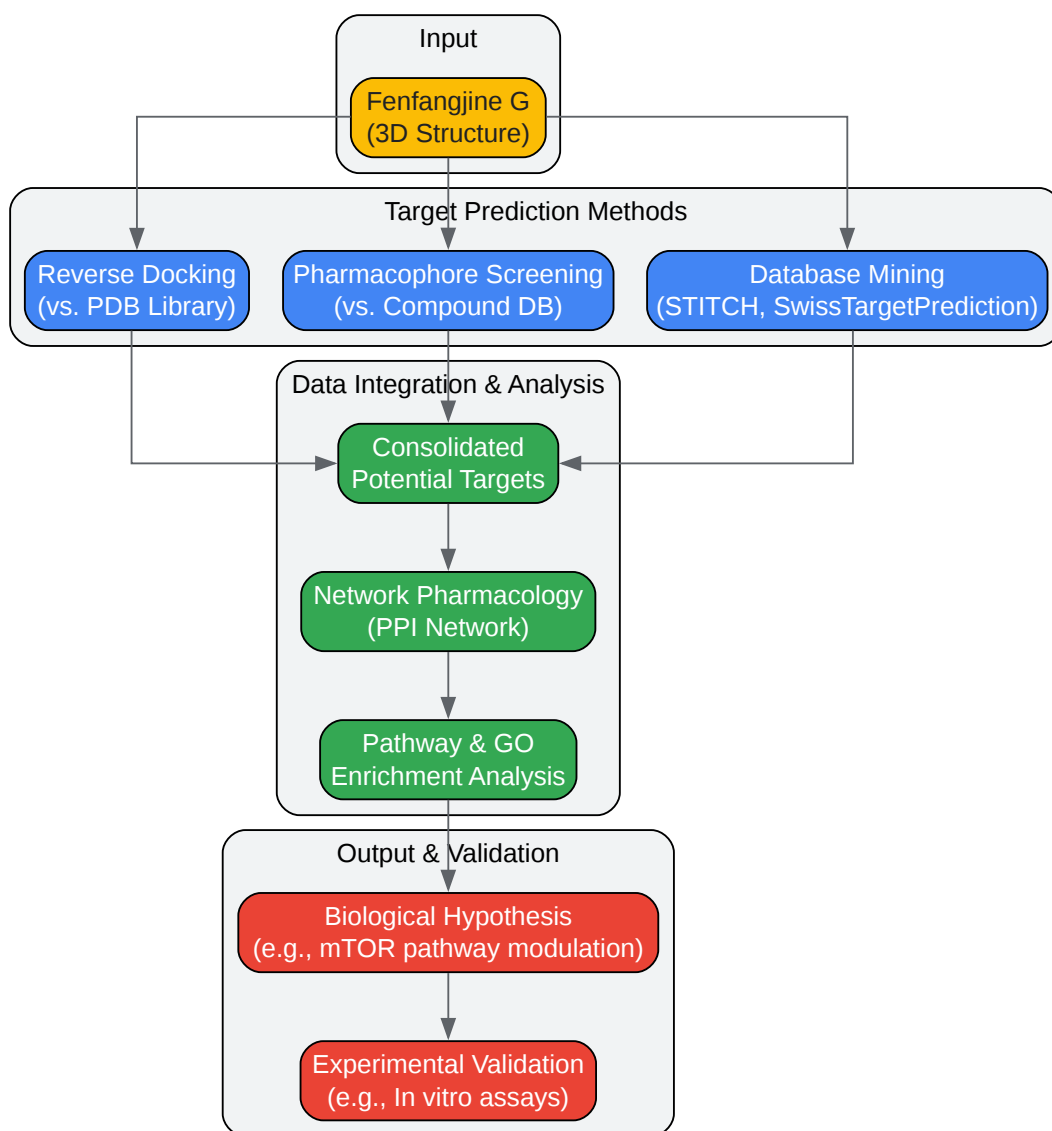 Input
Fenfangjine G
(3D Structure)
Target Prediction Methods
Reverse Docking
(vs. PDB Library)
Pharmacophore Screening
(vs. Compound DB)
Database Mining
(STITCH, SwissTargetPrediction)
Data Integration & Analysis
Consolidated
Potential Targets
Network Pharmacology
(PPI Network)
Pathway & GO
Enrichment Analysis
Output & Validation
Biological Hypothesis
(e.g., mTOR pathway modulation)
Experimental Validation
(e.g., In vitro assays)